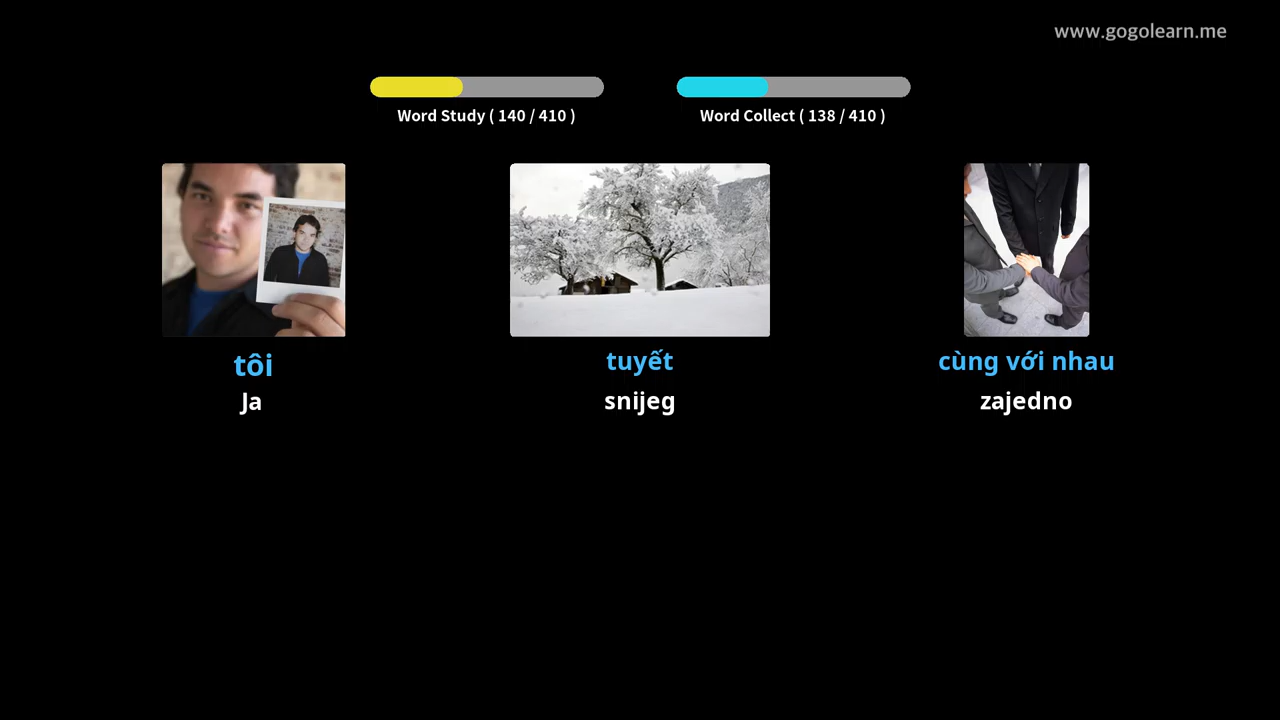 www.gogolearn.me
Word Study ( 140 / 410 )
Word Collect ( 138 / 410 )
tôi
Ja
tuyết
snijeg
cùng với nhau
zajedno